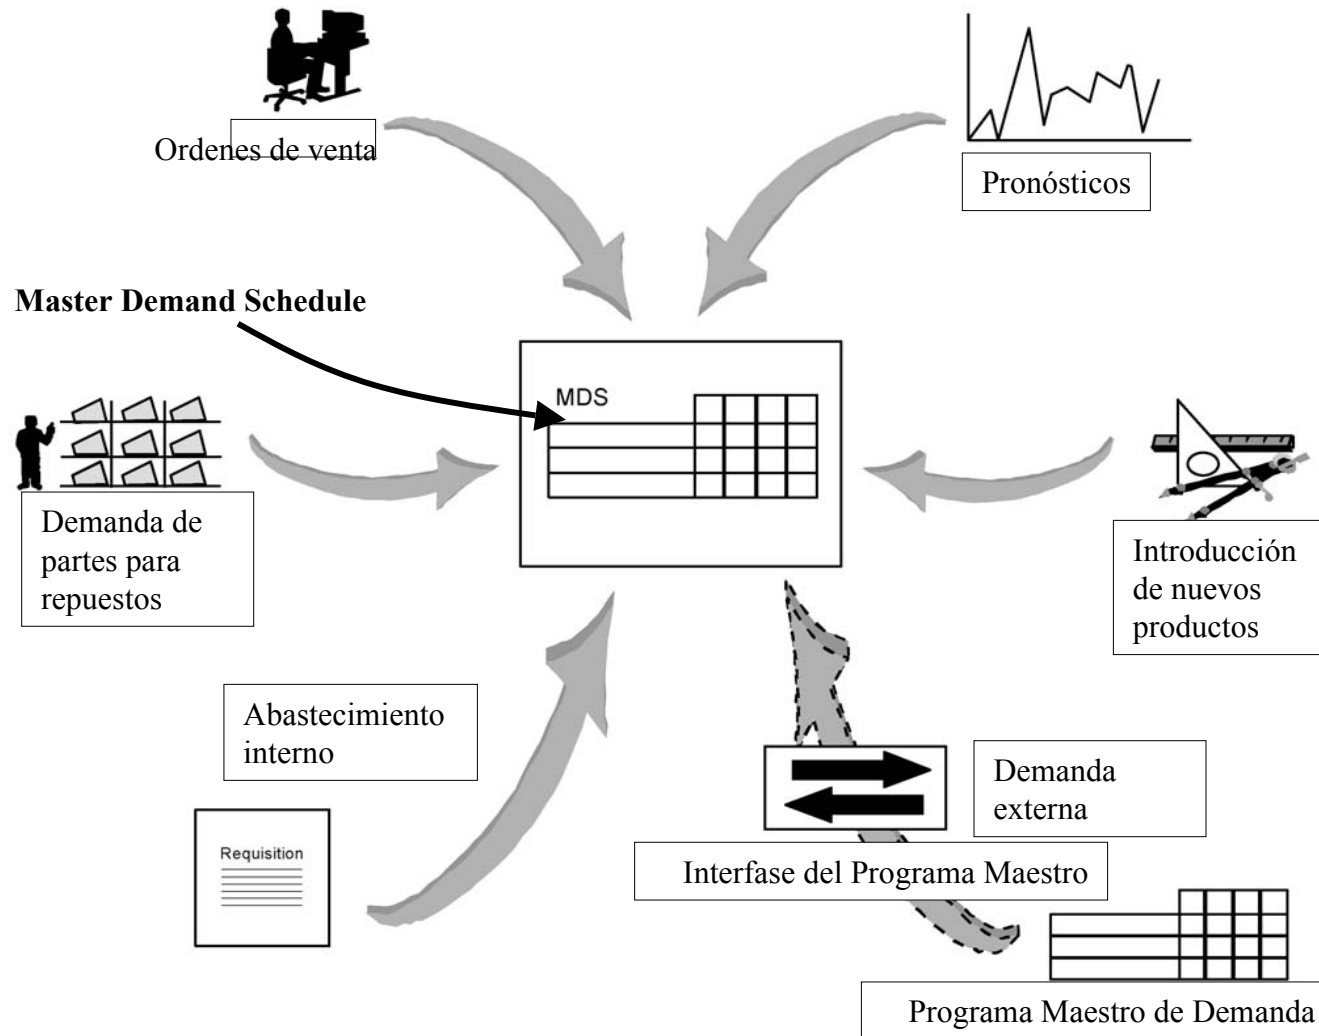 Ordenes de venta
Pronósticos
Master Demand Schedule
MDS
Demanda de
partes para
repuestos
Introducción
de nuevos
productos
Abastecimiento
interno
Demanda
externa
Requisition
Interfase del Programa Maestro
Programa Maestro de Demanda